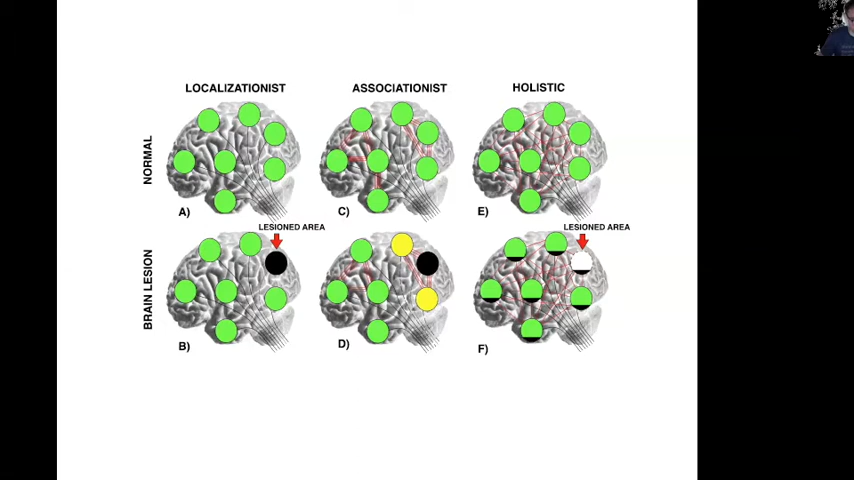 LOCALIZATIONIST
ASSOCIATIONIST
HOLISTIC
NORMAL
A)
C)
E)
LESIONED AREA
LESIONED AREA
BRAIN LESION
B)
D)
F)